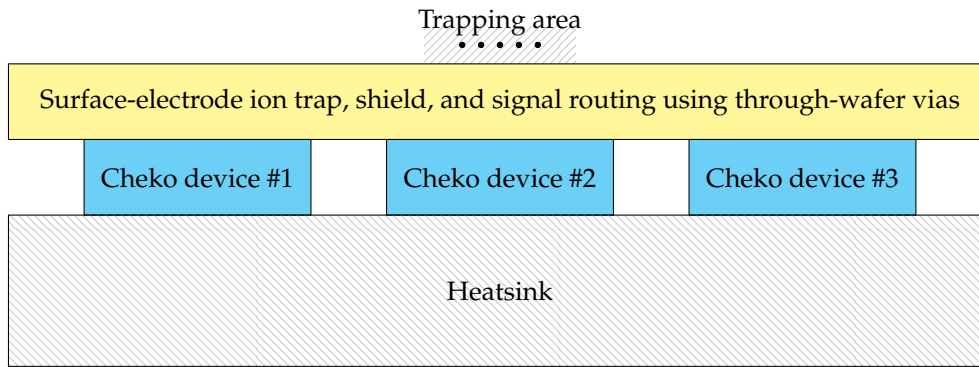 Trapping area
Surface-electrode ion trap, shield, and signal routing using through-wafer vias
Cheko device #1
Cheko device #2
Cheko device #3
Heatsink